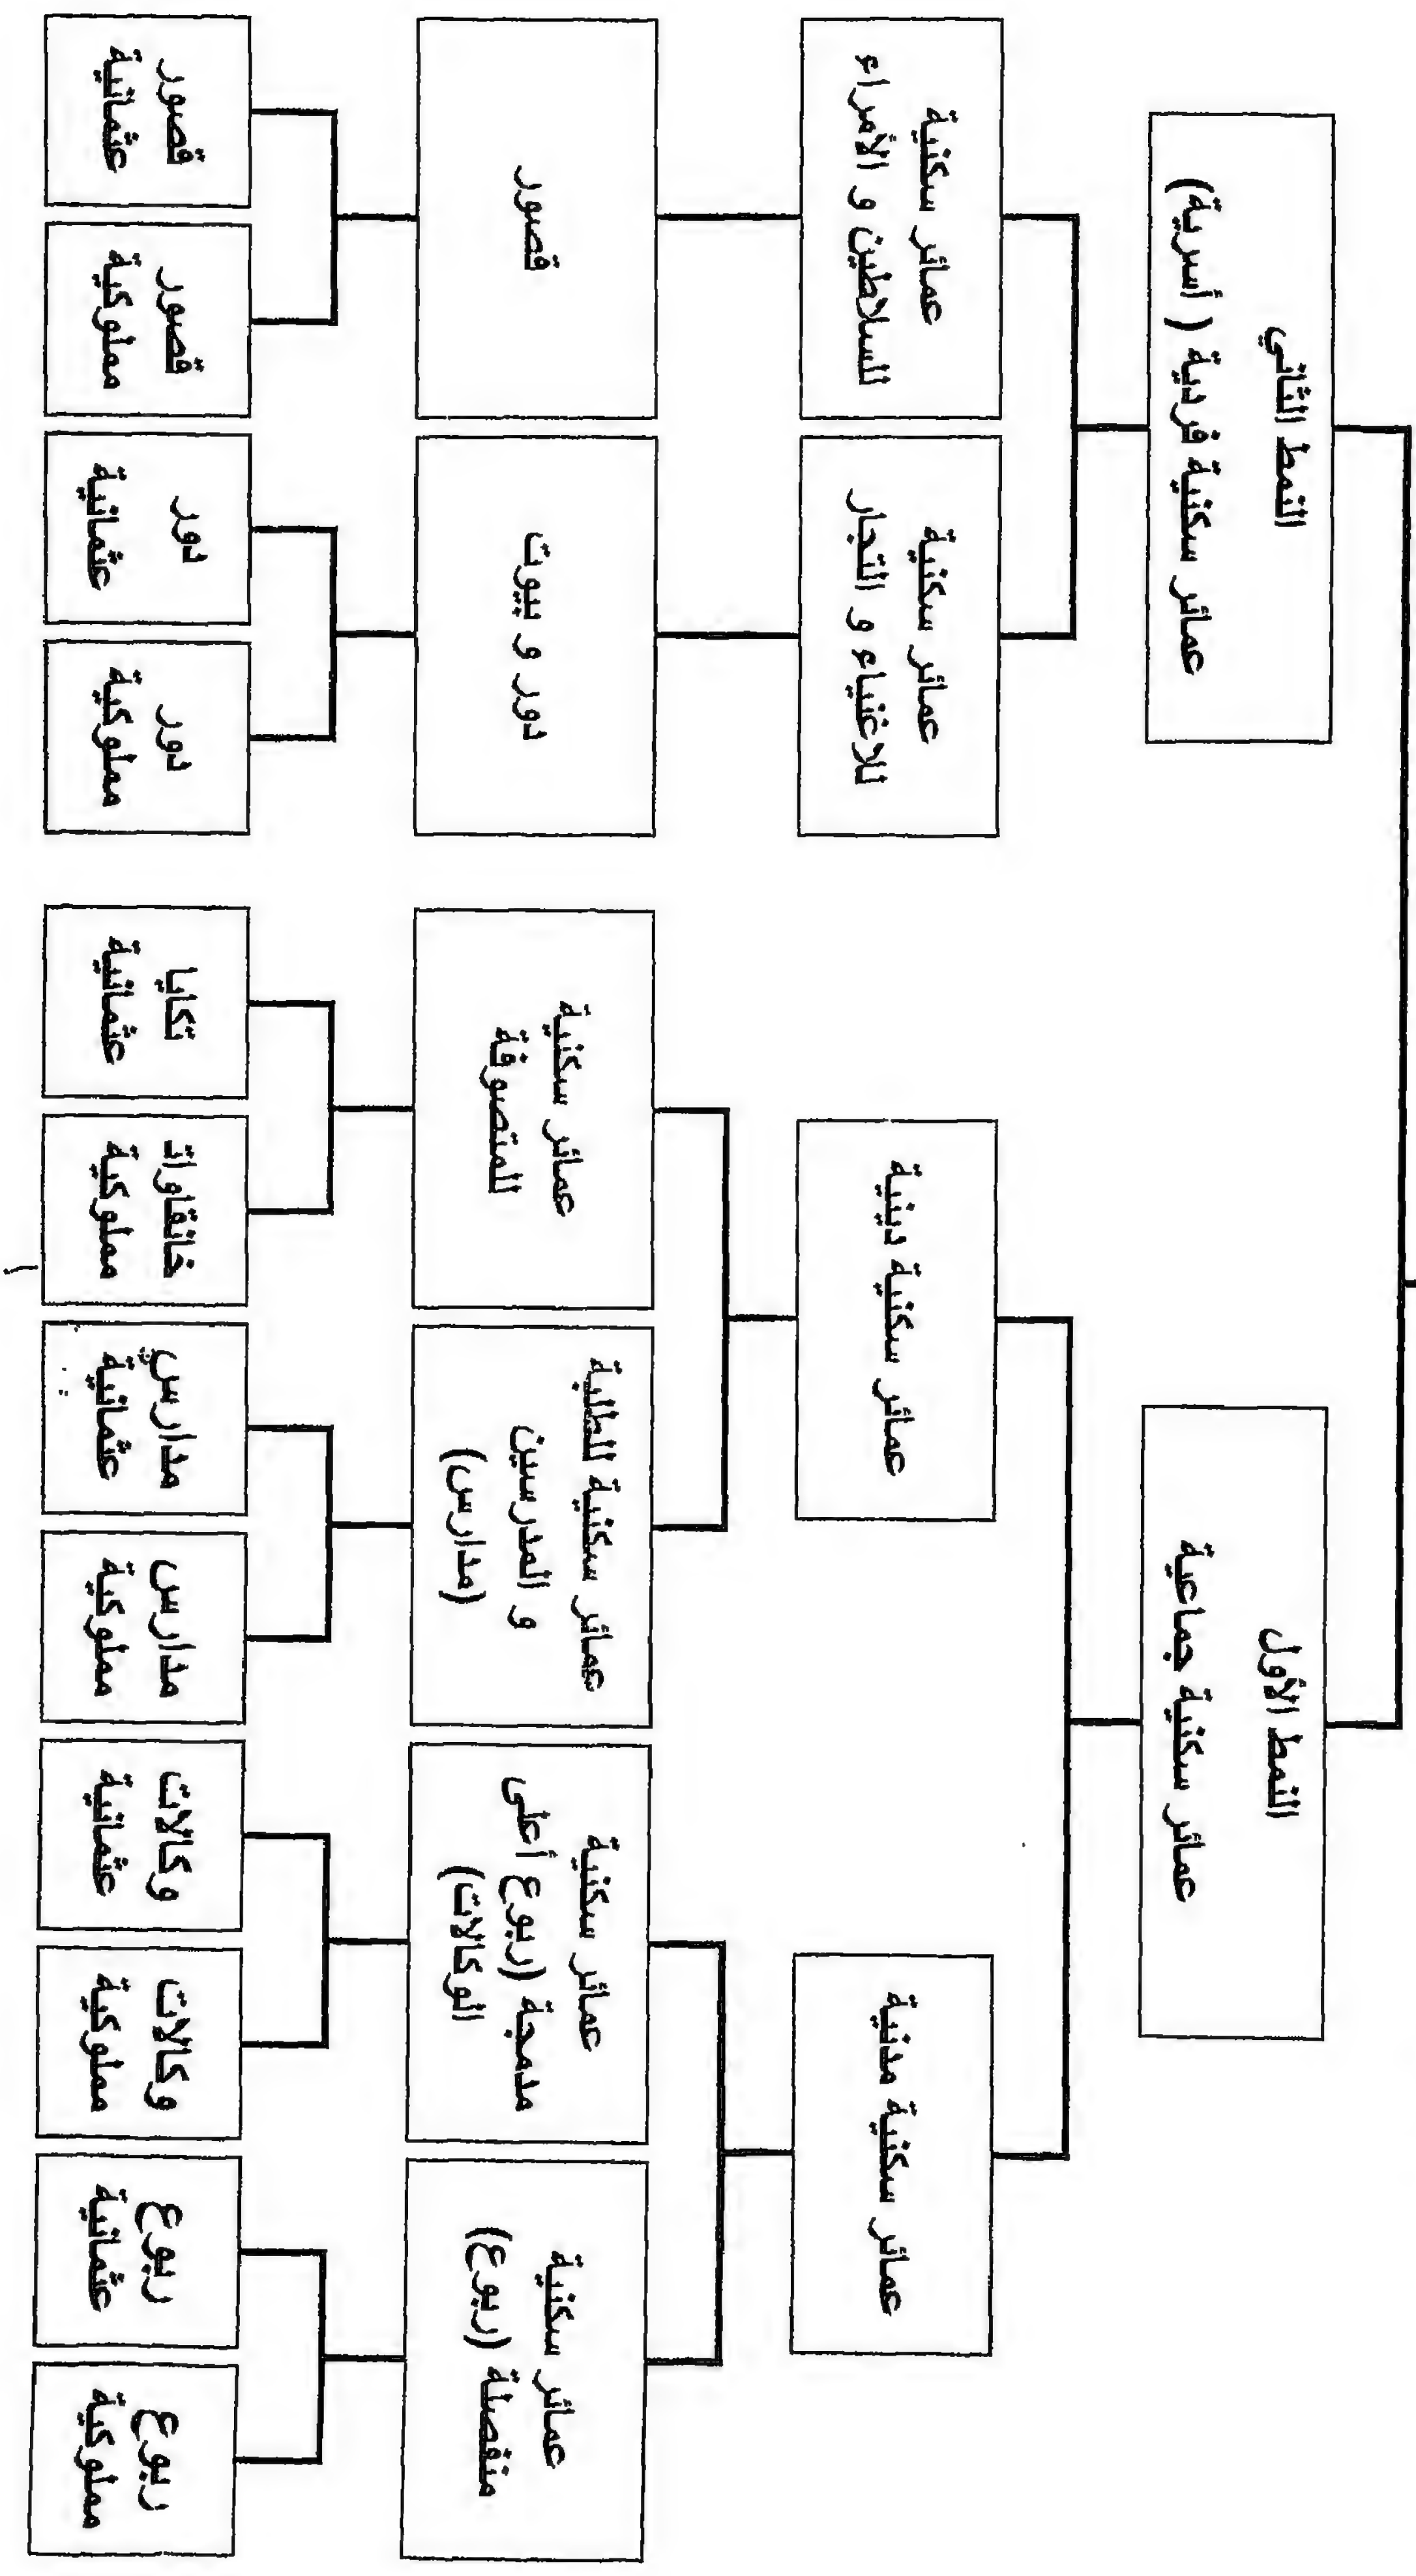 النمط الأول
عمائر سكنية جماعية
النمط الثاني
عمائر سكنية فردية ( أسرية)
عمائر سكنية مدنية
عمائر سكنية دينية
عمائر سكنية
للاغنياء و التجار
عمائر سكنية
للسلاطين و الأمراء
عمائر سكنية
منفصلة (ربوع)
عمائر سكنية
مدمجة (ربوع أعلى
الوكالات)
عمائر سكنية للطلبة
و المدرسين
(مدارس)
عمائر سكنية
للمتصوفة
دور و بيوت
قصور
ربوع
مملوكية
ربوع
عثمانية
وكالات
مملوكية
وكالات
عثمانية
مدارس
مملوكية
مدارس
عثمانية
خانقاوات
مملوكية
تكايا
عثمانية
دور
مملوكية
دور
عثمانية
قصور
مملوكية
قصور
عثمانية